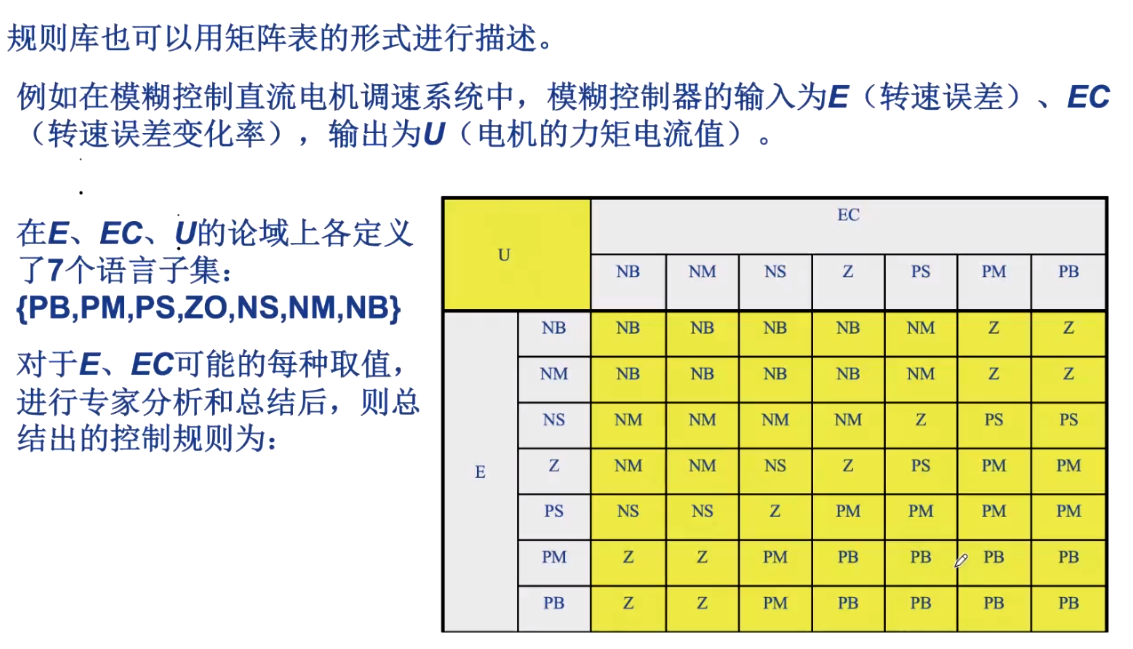 规则库也可以用矩阵表的形式进行描述。
例如在模糊控制直流电机调速系统中，模糊控制器的输入为E（转速误差）、EC
（转速误差变化率），输出为U（电机的力矩电流值）。
在E、EC、U的论域上各定义
了7个语言子集：
{PB,PM,PS,ZO,NS,NM,NB}
对于E、EC可能的每种取值，
进行专家分析和总结后，则总
结出的控制规则为：
U EC
NB NM NS Z PS PM PB
NB NB NB NB NB NM Z Z
NM NB NB NB NB NM Z Z
NS NM NM NM NM Z PS PS
E Z NM NM NS Z PS PM PM
PS NS NS Z PM PM PM PM
PM Z Z PM PB PB PB PB
PB Z Z PM PB PB PB PB